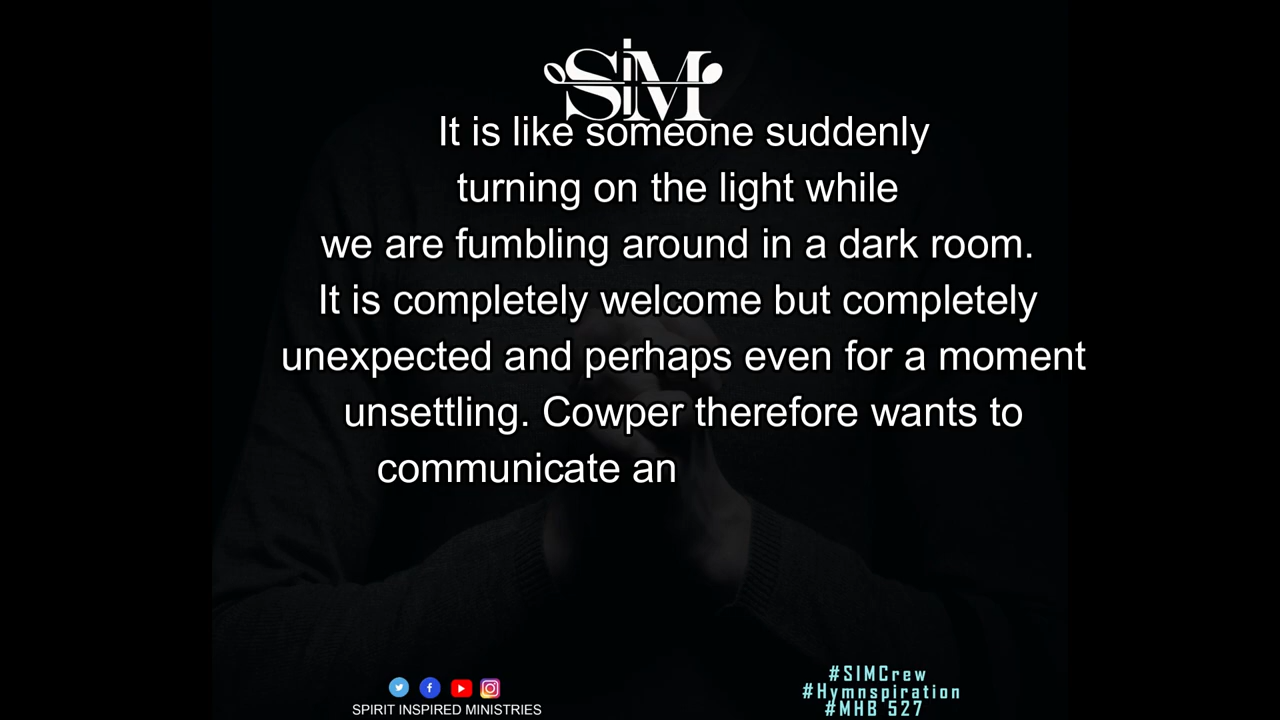 SiM
It is like someone suddenly
turning on the light while
we are fumbling around in a dark room.
It is completely welcome but completely
unexpected and perhaps even for a moment
unsettling. Cowper therefore wants to
communicate an
SPIRIT INSPIRED MINISTRIES
#SIMCrew
#Hymnspiration
#MHB 527